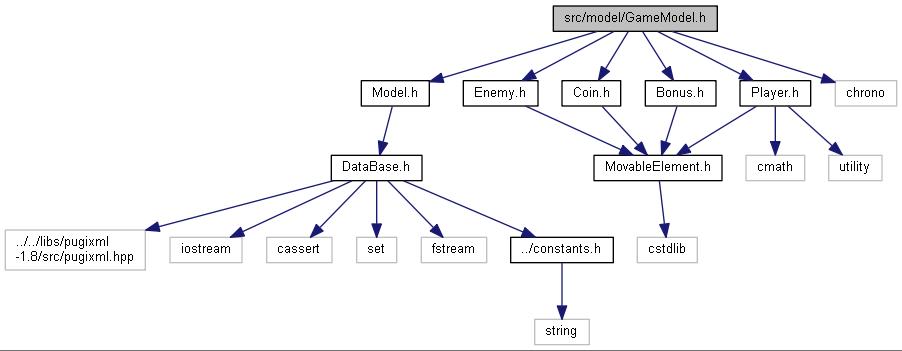 src/model/GameModel.h
Model.h
Enemy.h
Coin.h
Bonus.h
Player.h
chrono
DataBase.h
MovableElement.h
cmath
utility
../../libs/pugixml
-1.8/src/pugixml.hpp
iostream
cassert
set
fstream
../constants.h
cstdlib
string